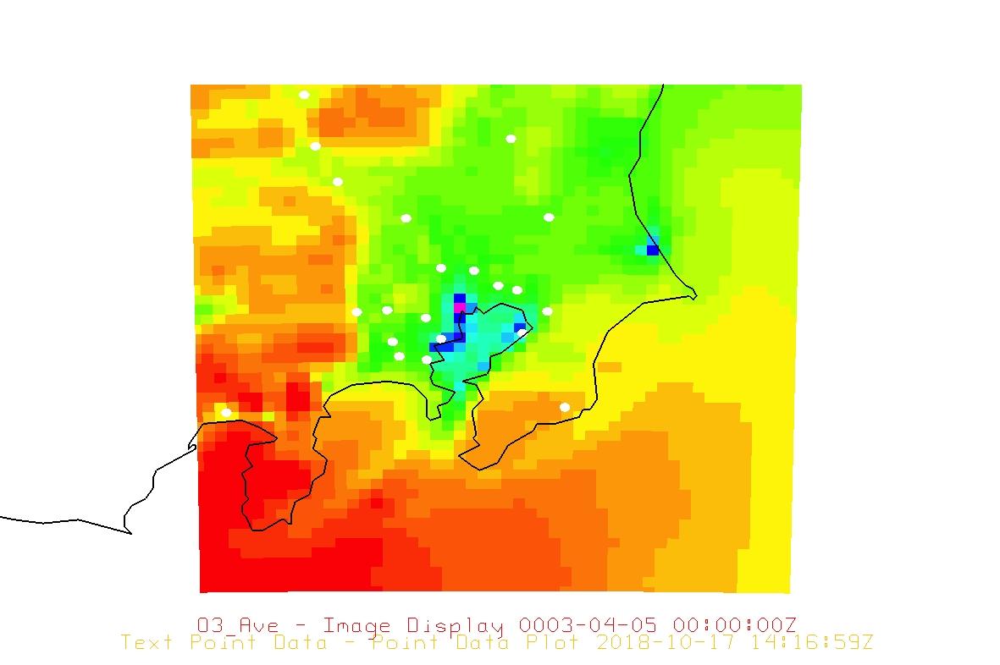 O3_Ave - Image Display 0003-04-05 00:00:00Z
Text Point Data - Point Data Plot 2018-10-17 14:16:59Z